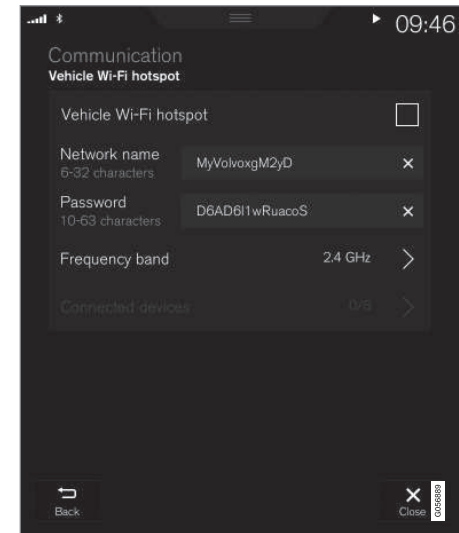 09:46
Communication
Vehicle Wi-Fi hotspot
Vehicle Wi-Fi hotspot
Network name
6-32 characters
MyVolvoxgM2yD
Password
10-63 characters
D6AD6I1wRuacoS
Frequency band 2.4 GHz
Connected devices 0/8
Back
Close
G056889